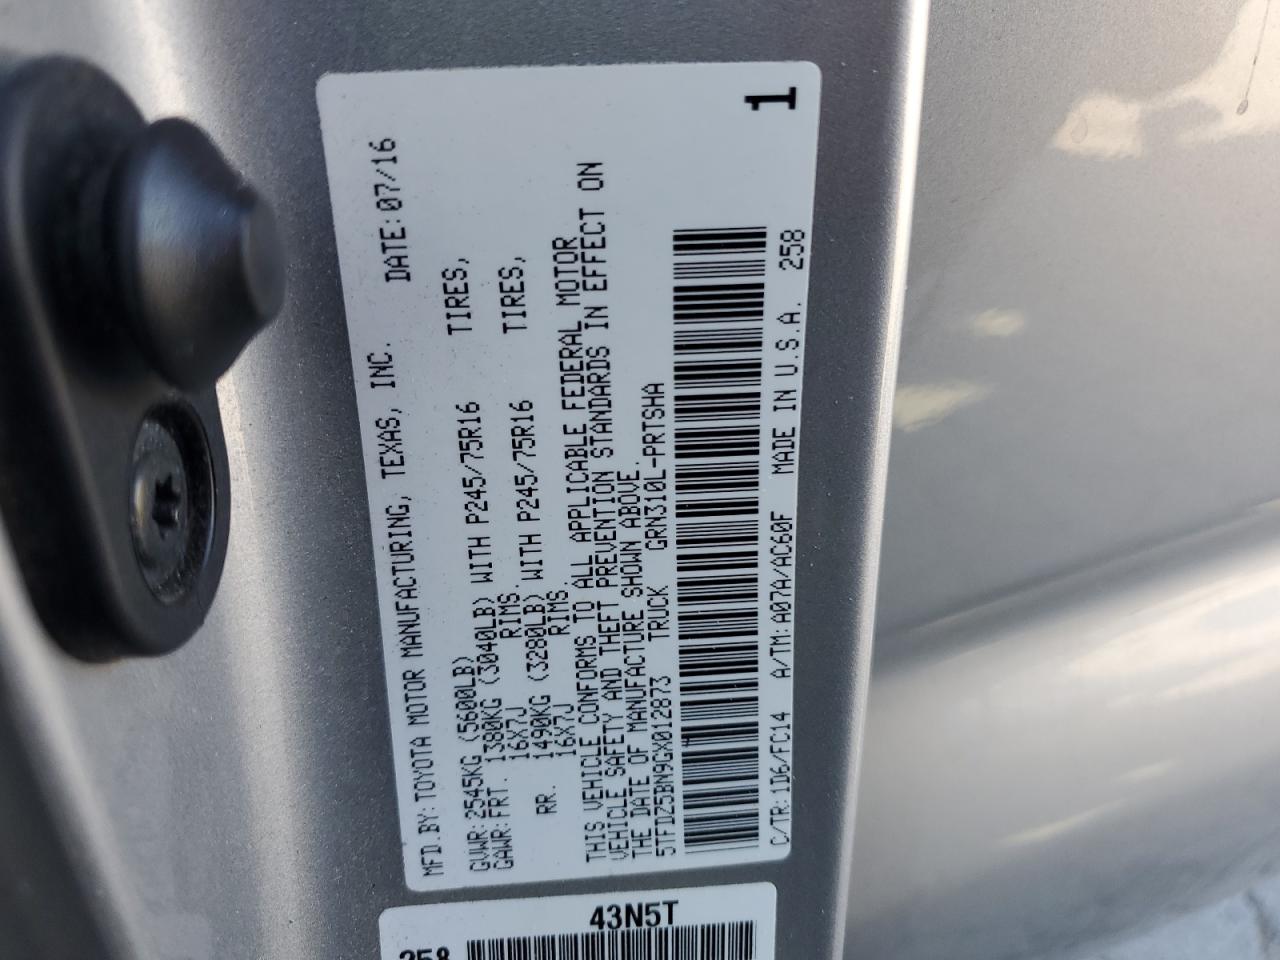 MFD.BY:TOYOTA MOTOR MANUFACTURING, TEXAS, INC. DATE:07/16
GVWR:2545KG (5600LB)
GAWR:FRT. 1380KG (3040LB) WITH P245/75R16 TIRES,
16X7J RIMS.
RR. 1490KG (3280LB) WITH P245/75R16 TIRES,
16X7J RIMS.
THIS VEHICLE CONFORMS TO ALL APPLICABLE FEDERAL MOTOR
VEHICLE SAFETY AND THEFT PREVENTION STANDARDS IN EFFECT ON
THE DATE OF MANUFACTURE SHOWN ABOVE.
5TFDZ5BN9GX012873 TRUCK GRN310L-PRTSHA
C/TR:1D6/FC14 A/TM:A07A/AC60F MADE IN U.S.A. 258
1
43N5T
258